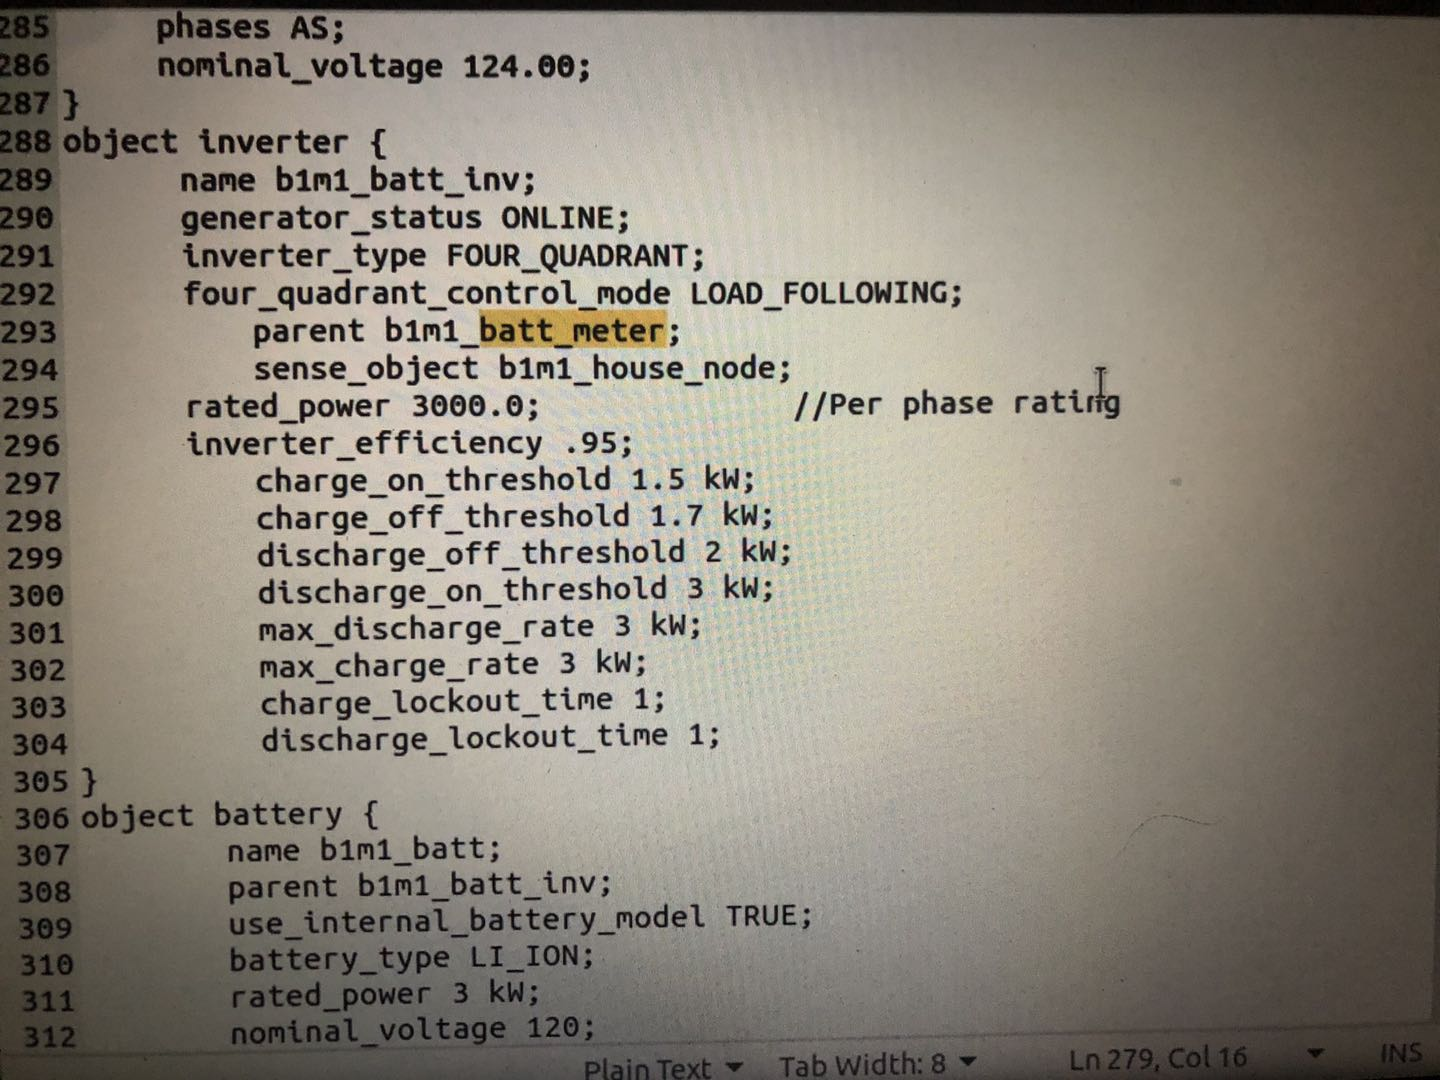 285 phases AS;
286 nominal_voltage 124.00;
287 }
288 object inverter {
289 name b1m1_batt_inv;
290 generator_status ONLINE;
291 inverter_type FOUR_QUADRANT;
292 four_quadrant_control_mode LOAD_FOLLOWING;
293 parent b1m1_batt_meter;
294 sense_object b1m1_house_node;
295 rated_power 3000.0; //Per phase rating
296 inverter_efficiency .95;
297 charge_on_threshold 1.5 kW;
298 charge_off_threshold 1.7 kW;
299 discharge_off_threshold 2 kW;
300 discharge_on_threshold 3 kW;
301 max_discharge_rate 3 kW;
302 max_charge_rate 3 kW;
303 charge_lockout_time 1;
304 discharge_lockout_time 1;
305 }
306 object battery {
307 name b1m1_batt;
308 parent b1m1_batt_inv;
309 use_internal_battery_model TRUE;
310 battery_type LI_ION;
311 rated_power 3 kW;
312 nominal_voltage 120;
Plain Text Tab Width: 8 Ln 279, Col 16 INS